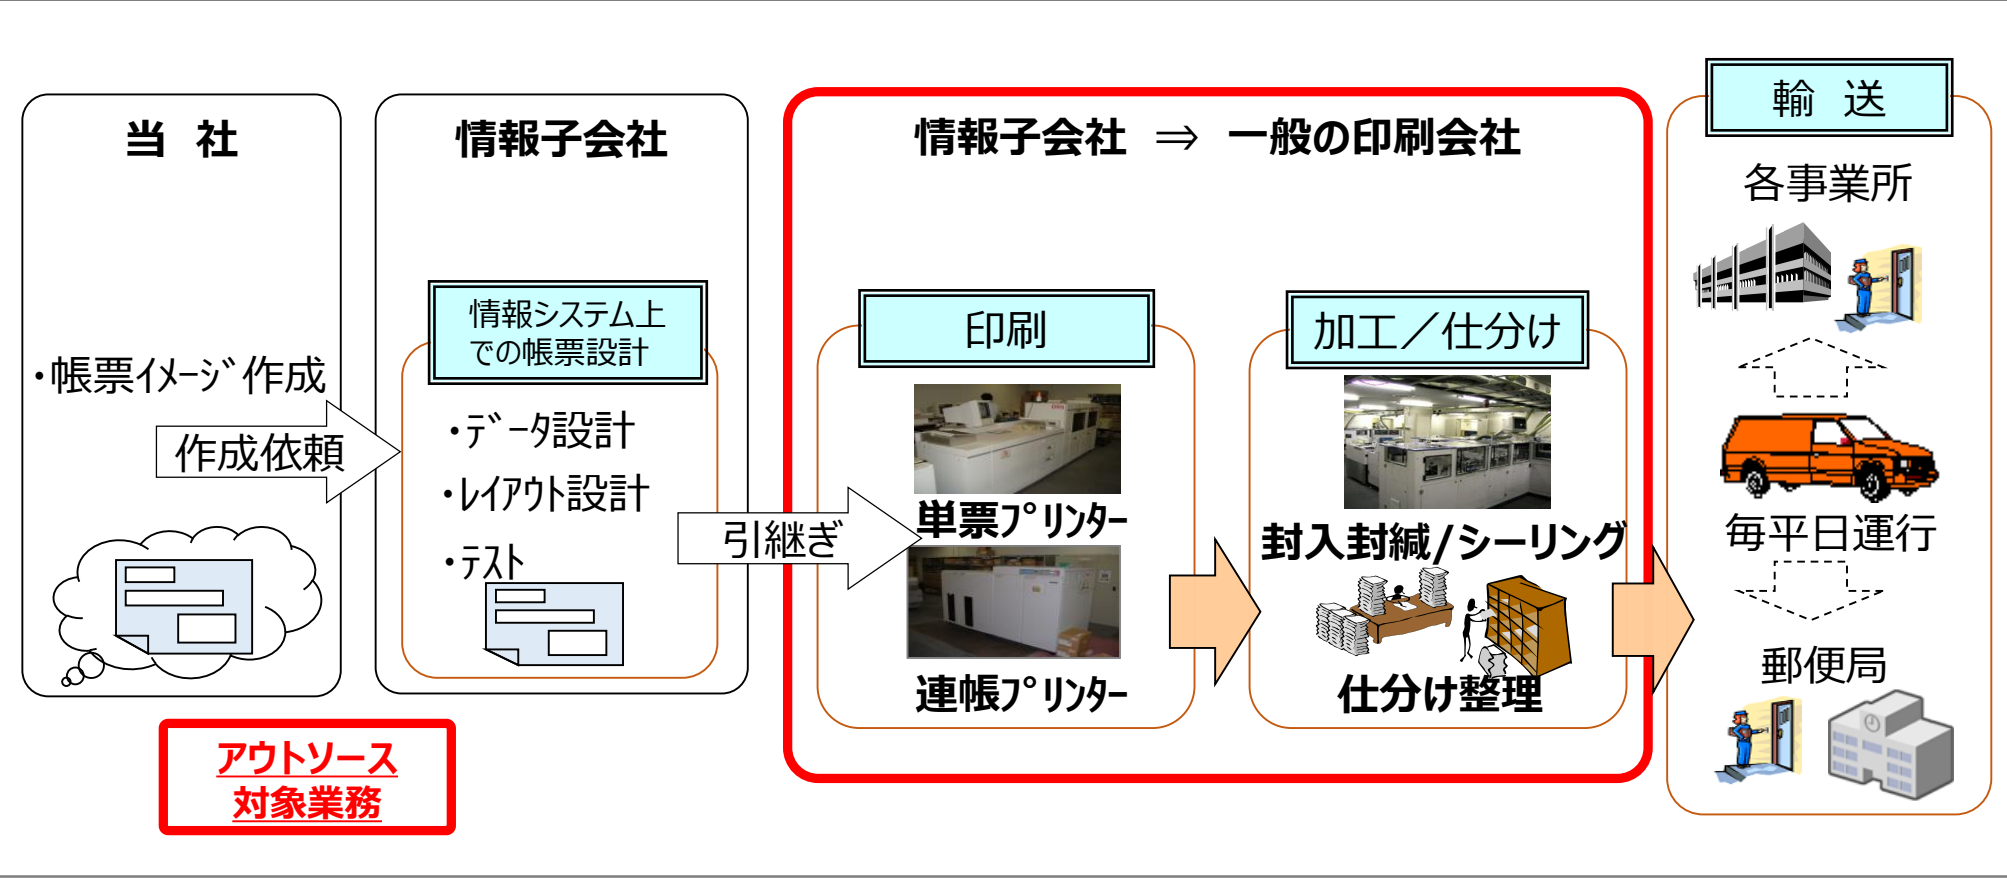 当 社
・帳票ｲﾒｰｼﾞ作成
作成依頼
情報子会社
情報システム上
での帳票設計
・ﾃﾞｰﾀ設計
・ﾚｲｱｳﾄ設計
・ﾃｽﾄ
引継ぎ
情報子会社 ⇒ 一般の印刷会社
印刷
単票ﾌﾟﾘﾝﾀｰ
連帳ﾌﾟﾘﾝﾀｰ
加工／仕分け
封入封緘/シーリング
仕分け整理
輸 送
各事業所
毎平日運行
郵便局
アウトソース
対象業務